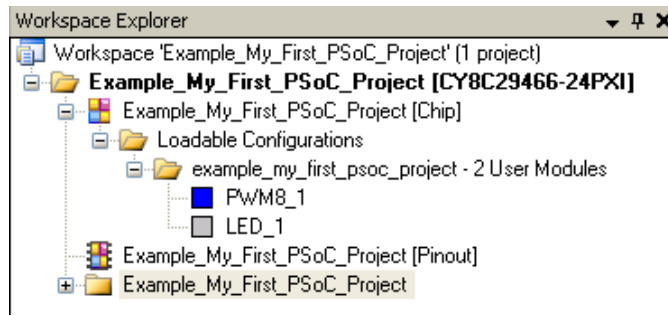 Workspace Explorer
Workspace 'Example_My_First_PSoC_Project' (1 project)
Example_My_First_PSoC_Project [CY8C29466-24PXI]
Example_My_First_PSoC_Project [Chip]
Loadable Configurations
example_my_first_psoc_project - 2 User Modules
PWM8_1
LED_1
Example_My_First_PSoC_Project [Pinout]
Example_My_First_PSoC_Project